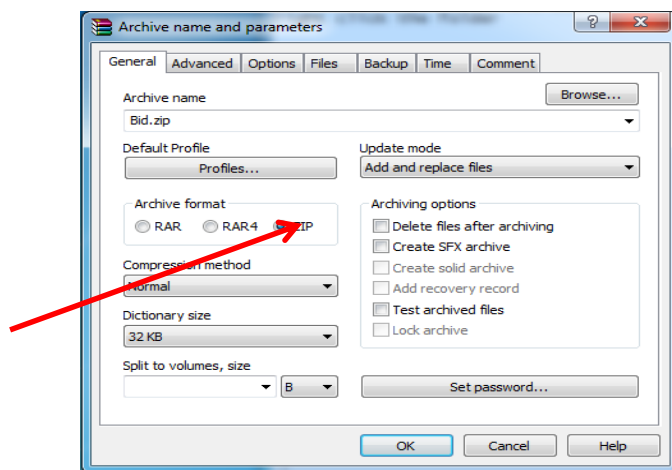 Archive name and parameters
General Advanced Options Files Backup Time Comment
Archive name
Browse...
Bid.zip
Default Profile
Update mode
Profiles...
Add and replace files
Archive format
Archiving options
RAR RAR4 ZIP
Delete files after archiving
Create SFX archive
Compression method
Create solid archive
Normal
Add recovery record
Dictionary size
Test archived files
32 KB
Lock archive
Split to volumes, size
B
Set password...
OK Cancel Help